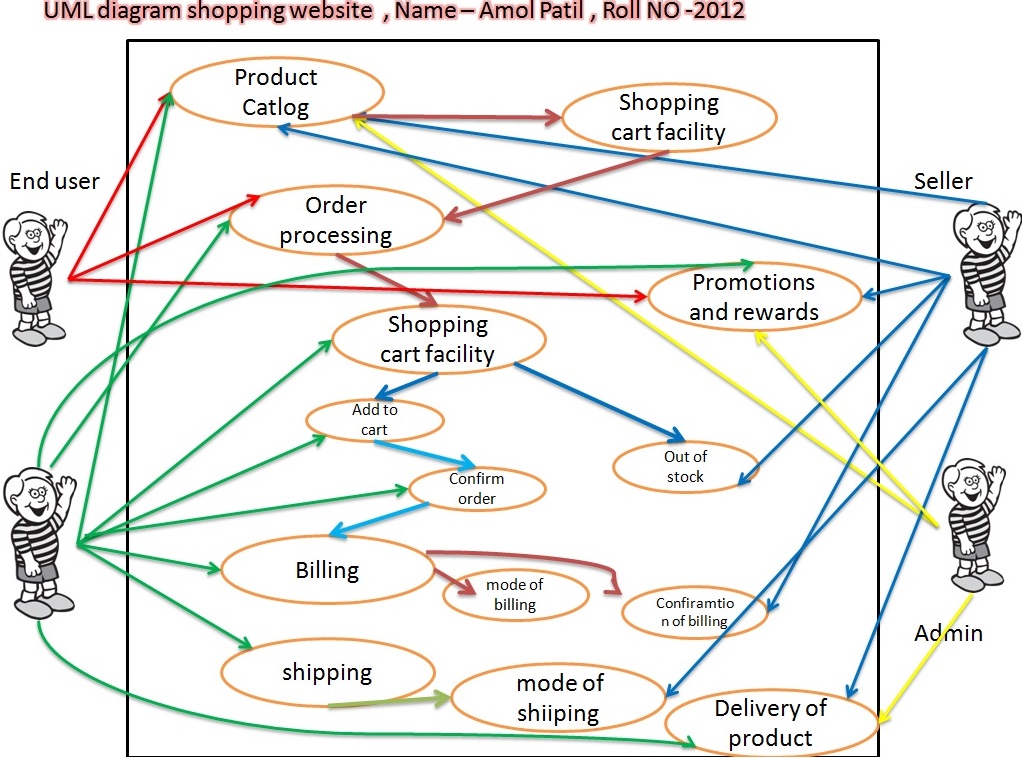 UML diagram shopping website , Name – Amol Patil , Roll NO -2012
Product
Catlog
Shopping
cart facility
End user
Seller
Order
processing
Promotions
and rewards
Shopping
cart facility
Add to
cart
Out of
stock
Confirm
order
Billing
mode of
billing
Confiramtio
n of billing
Admin
shipping
mode of
shiiping
Delivery of
product